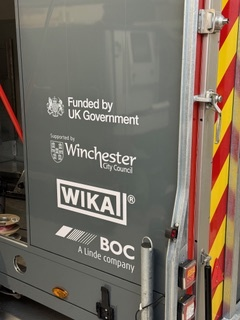 Funded by
UK Government
Supported by
Winchester
City Council
WIKA®
BOC
A Linde company